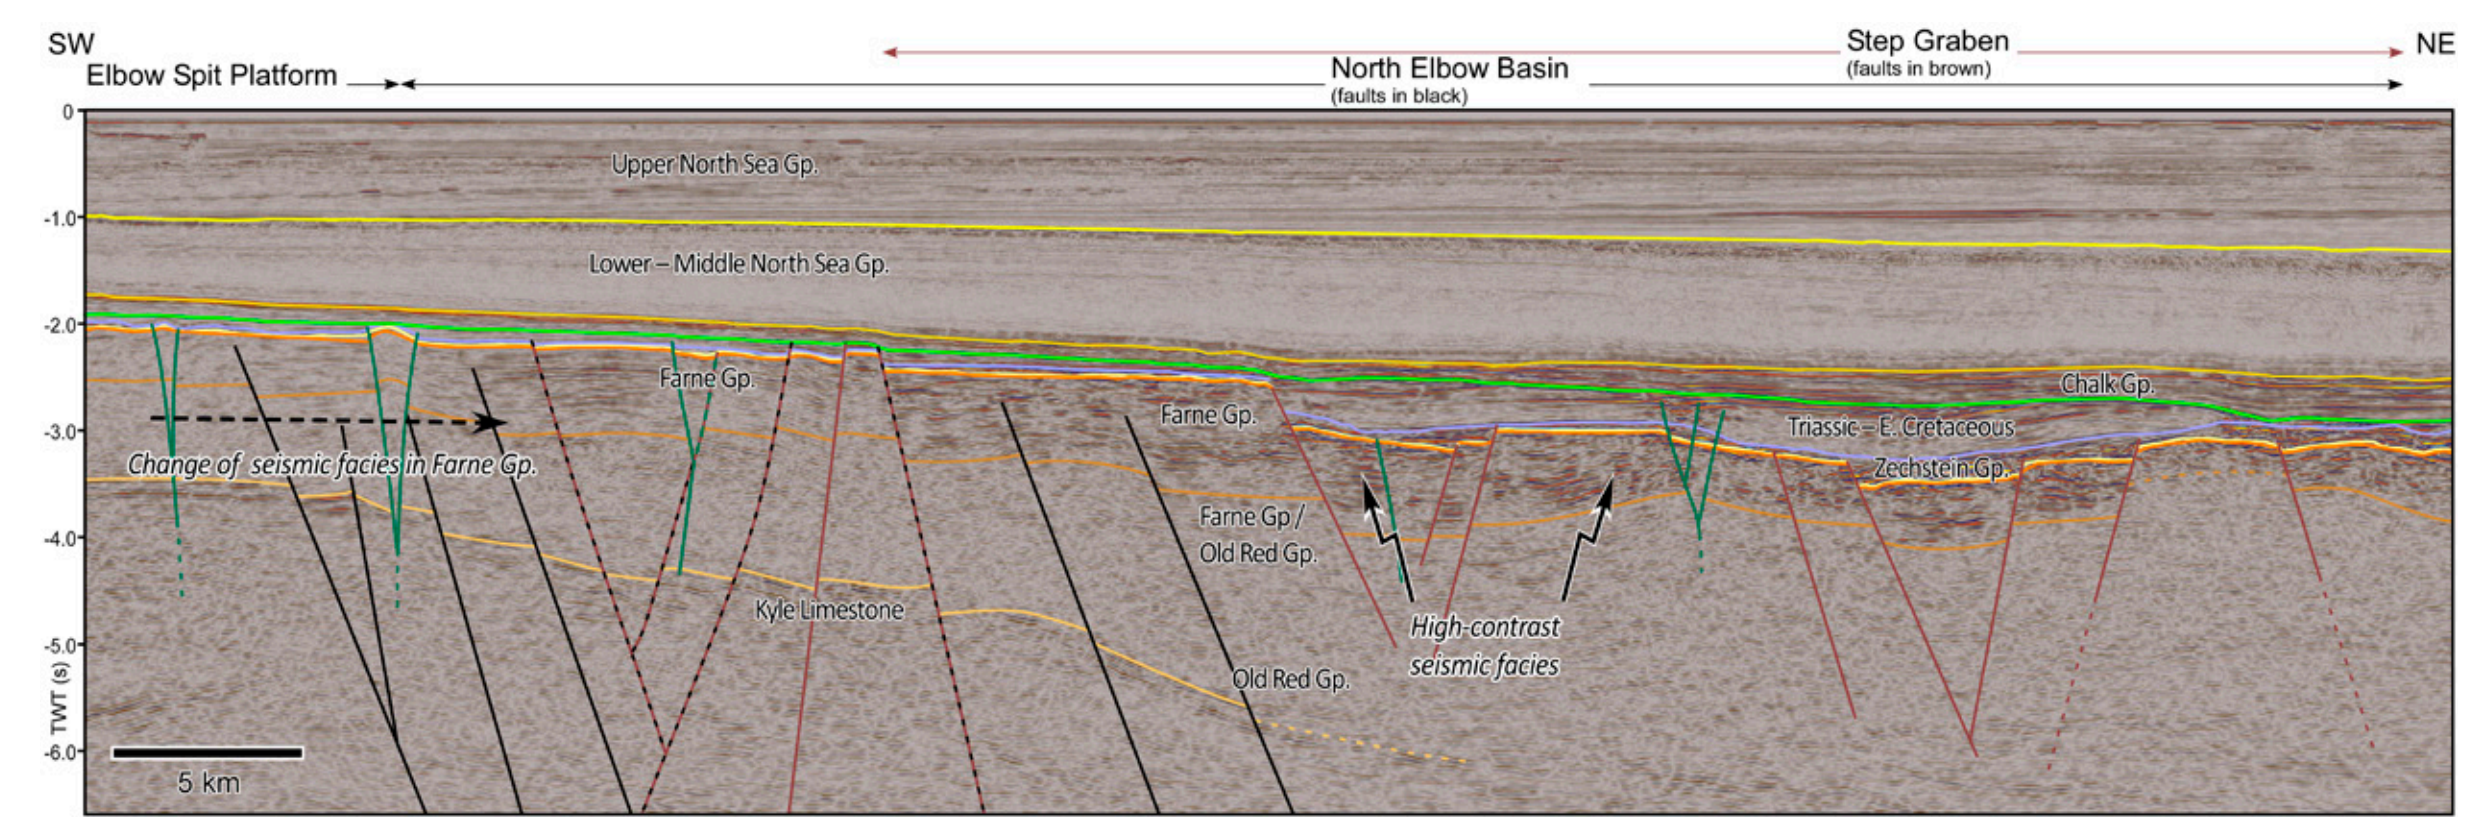 SW
Step Graben
(faults in brown)
NE
Elbow Spit Platform
North Elbow Basin
(faults in black)
0
Upper North Sea Gp.
-1.0
Lower – Middle North Sea Gp.
-2.0
Farne Gp.
Chalk Gp.
Farne Gp.
Triassic – E. Cretaceous
-3.0
Change of seismic facies in Farne Gp.
Zechstein Gp.
Farne Gp /
Old Red Gp.
-4.0
Kyle Limestone
High-contrast
seismic facies
-5.0
Old Red Gp.
TWT (s)
-6.0
5 km